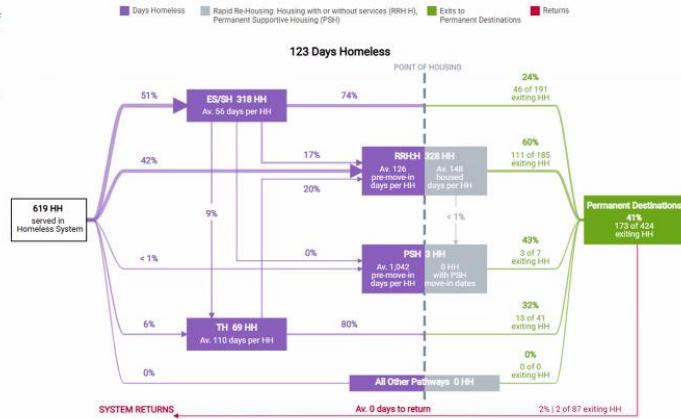 Days Homeless
Rapid Re-Housing: Housing with or without services (RRH:H),
Permanent Supportive Housing (PSH)
Exits to
Permanent Destinations
Returns
123 Days Homeless
POINT OF HOUSING
51%
ES/SH 318 HH
Av. 56 days per HH
74%
24%
46 of 191
exiting HH
42%
17%
20%
RRH:H 328 HH
Av. 126
pre-move-in
days per HH
Av. 148
housed
days per HH
60%
111 of 185
exiting HH
619 HH
served in
Homeless System
9%
< 1%
Permanent Destinations
41%
173 of 424
exiting HH
< 1%
0%
PSH 3 HH
Av. 1,042
pre-move-in
days per HH
0 HH
with PSH
move-in dates
43%
3 of 7
exiting HH
6%
TH 69 HH
Av. 110 days per HH
80%
32%
13 of 41
exiting HH
0%
All Other Pathways 0 HH
0%
0 of 0
exiting HH
SYSTEM RETURNS
Av. 0 days to return
2% | 2 of 87 exiting HH